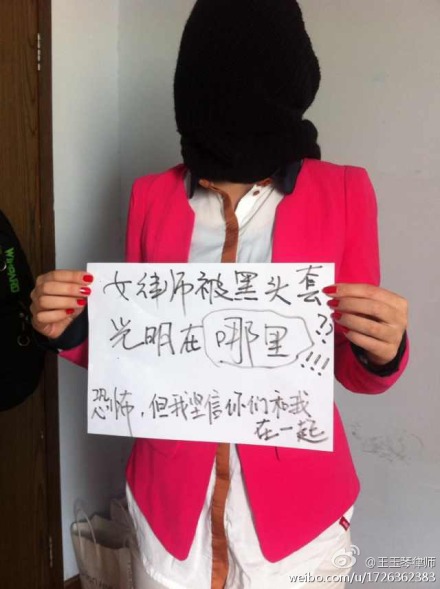 女律师被黑头套
光明在哪里??!!!
恐怖，但我坚信你们和我
在一起
@王玉琴律师
weibo.com/u/1726362383